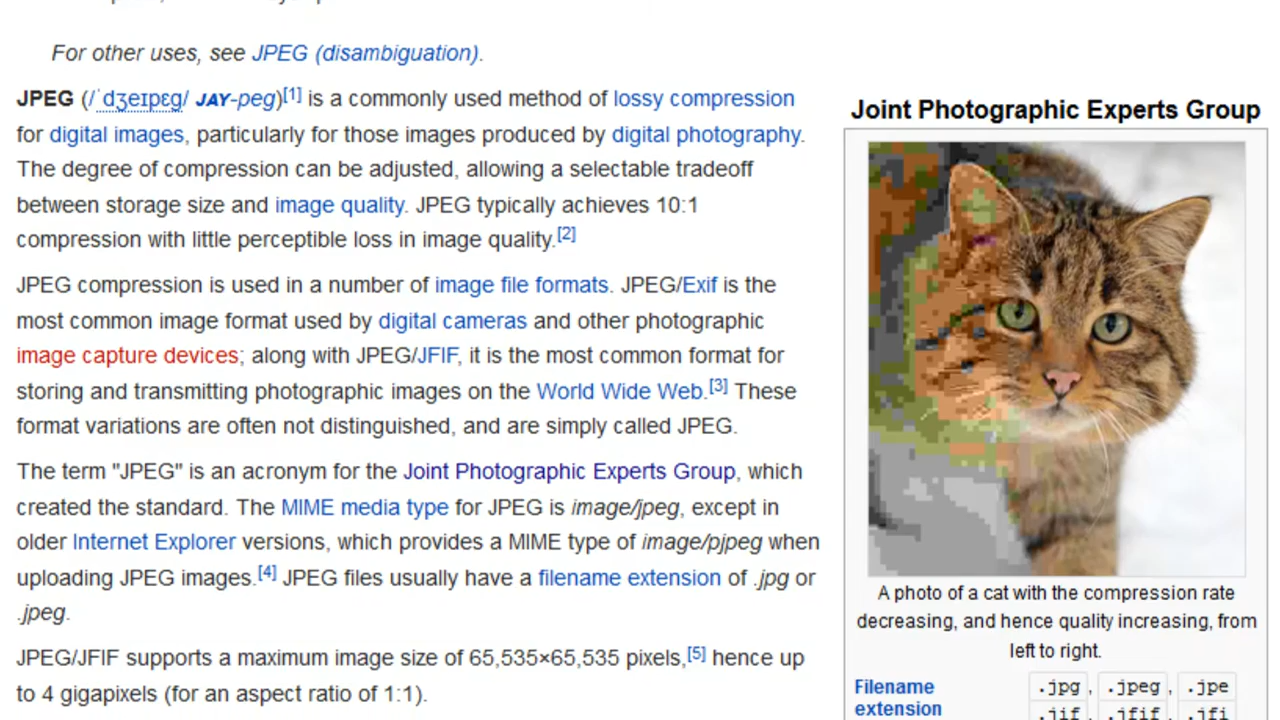 For other uses, see JPEG (disambiguation).
JPEG (/ˈdʒeɪpɛɡ/ JAY-peg)[1] is a commonly used method of lossy compression
for digital images, particularly for those images produced by digital photography.
The degree of compression can be adjusted, allowing a selectable tradeoff
between storage size and image quality. JPEG typically achieves 10:1
compression with little perceptible loss in image quality.[2]
JPEG compression is used in a number of image file formats. JPEG/Exif is the
most common image format used by digital cameras and other photographic
image capture devices; along with JPEG/JFIF, it is the most common format for
storing and transmitting photographic images on the World Wide Web.[3] These
format variations are often not distinguished, and are simply called JPEG.
The term "JPEG" is an acronym for the Joint Photographic Experts Group, which
created the standard. The MIME media type for JPEG is image/jpeg, except in
older Internet Explorer versions, which provides a MIME type of image/pjpeg when
uploading JPEG images.[4] JPEG files usually have a filename extension of .jpg or
.jpeg.
JPEG/JFIF supports a maximum image size of 65,535×65,535 pixels,[5] hence up
to 4 gigapixels (for an aspect ratio of 1:1).
Joint Photographic Experts Group
A photo of a cat with the compression rate
decreasing, and hence quality increasing, from
left to right.
Filename .jpg, .jpeg, .jpe
extension .jif, .jfif, .jfi